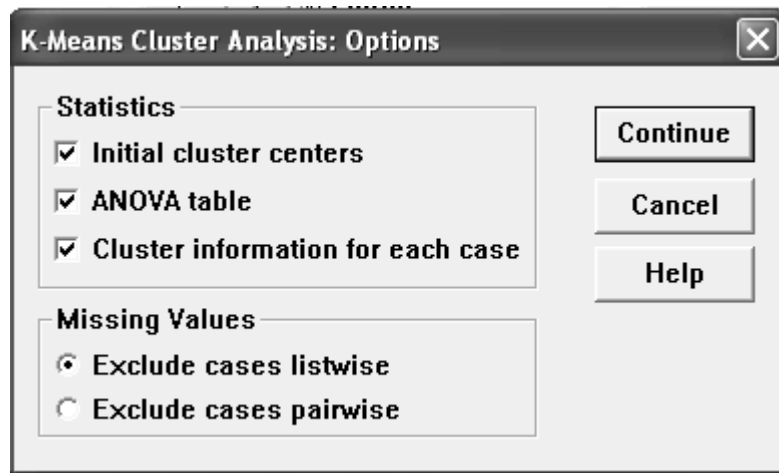 K-Means Cluster Analysis: Options
Statistics
Initial cluster centers
ANOVA table
Cluster information for each case
Missing Values
Exclude cases listwise
Exclude cases pairwise
Continue
Cancel
Help